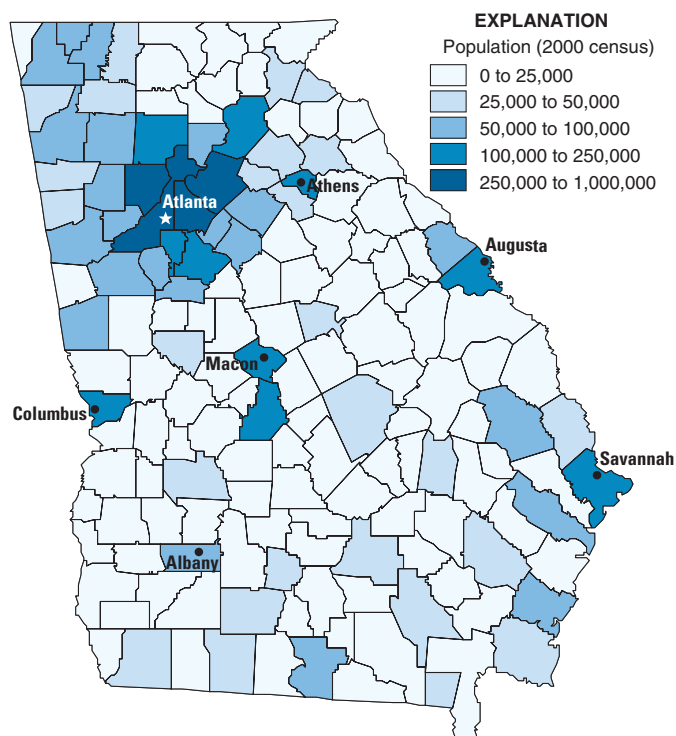 EXPLANATION
Population (2000 census)
0 to 25,000
25,000 to 50,000
50,000 to 100,000
100,000 to 250,000
250,000 to 1,000,000
Athens
Atlanta
Augusta
Macon
Columbus
Savannah
Albany